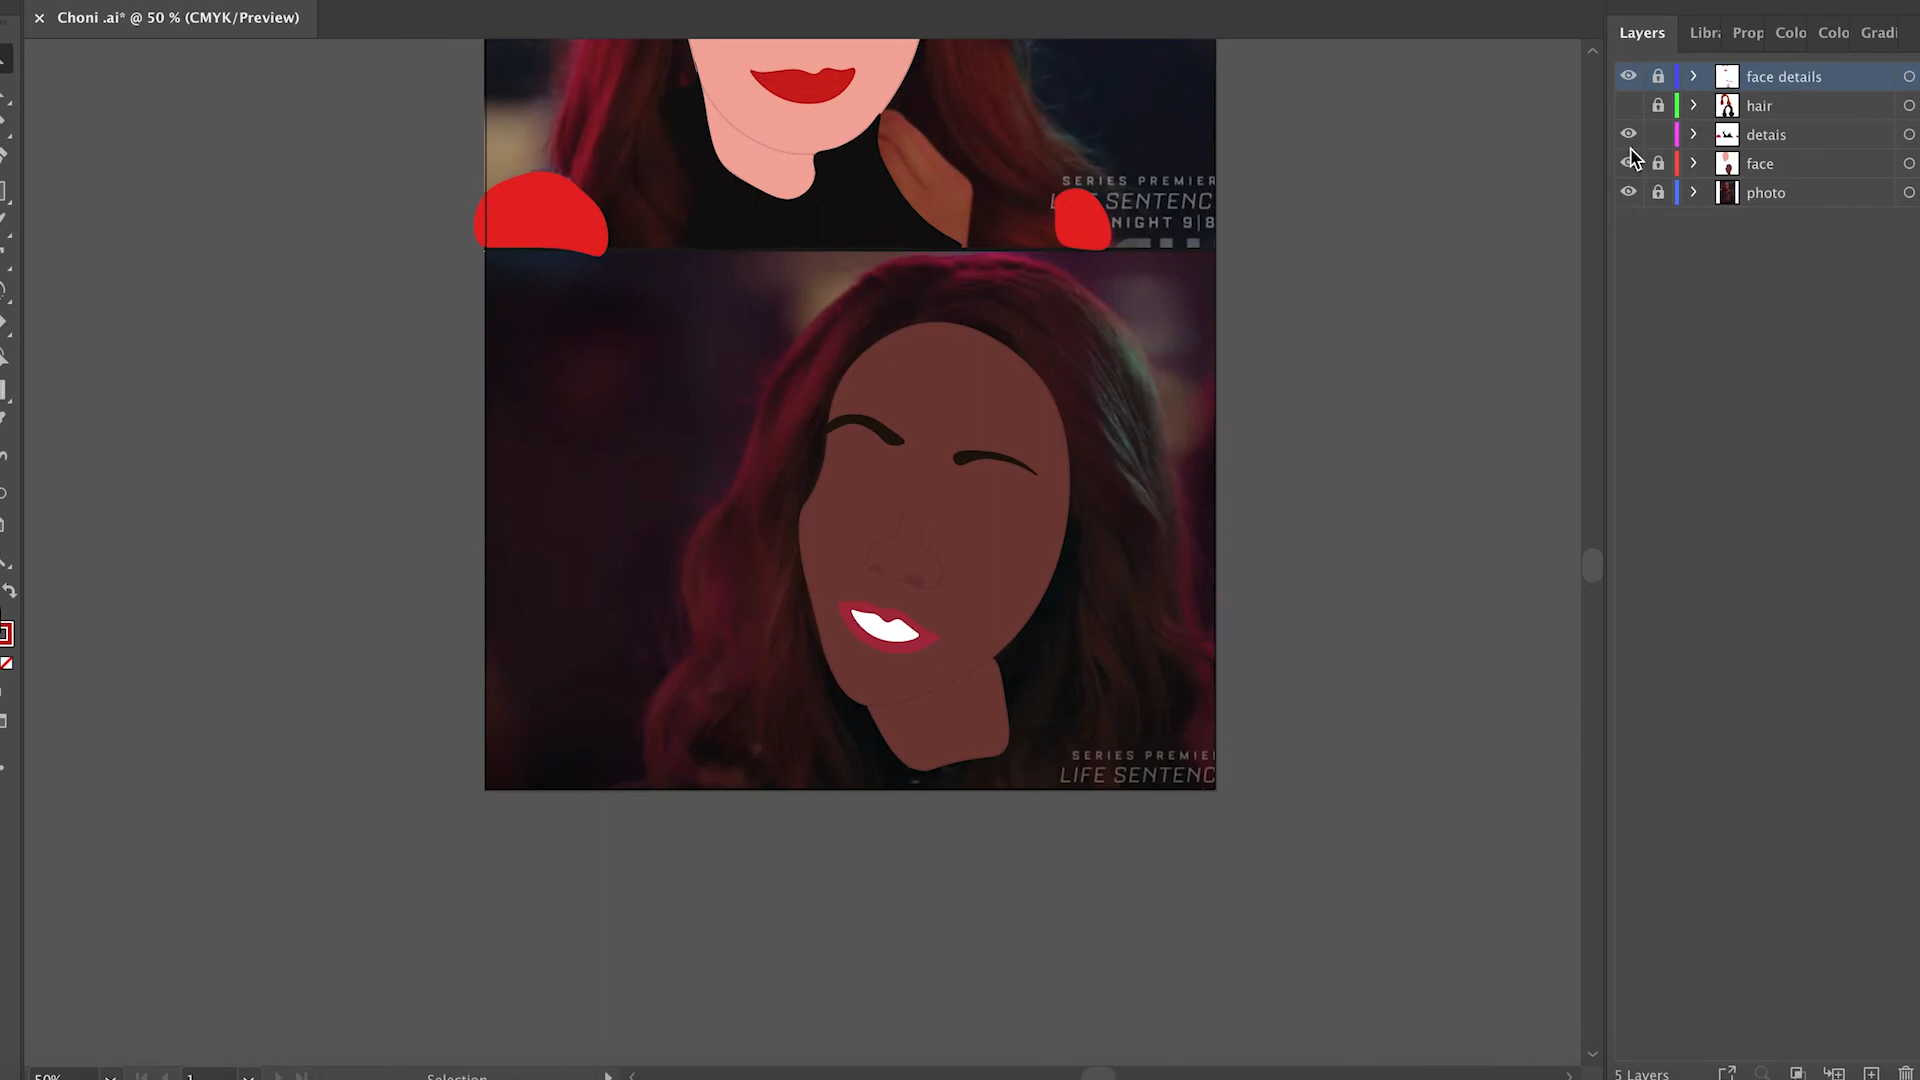 Choni .ai* @ 50 % (CMYK/Preview)
Layers
Libra
Prop
Colo
Colo
Gradi
face details
hair
detais
face
photo
SERIES PREMIER
SENTENC
NIGHT 9|8
SERIES PREMIE
LIFE SENTENC
50%
1
Selection
5 Layers